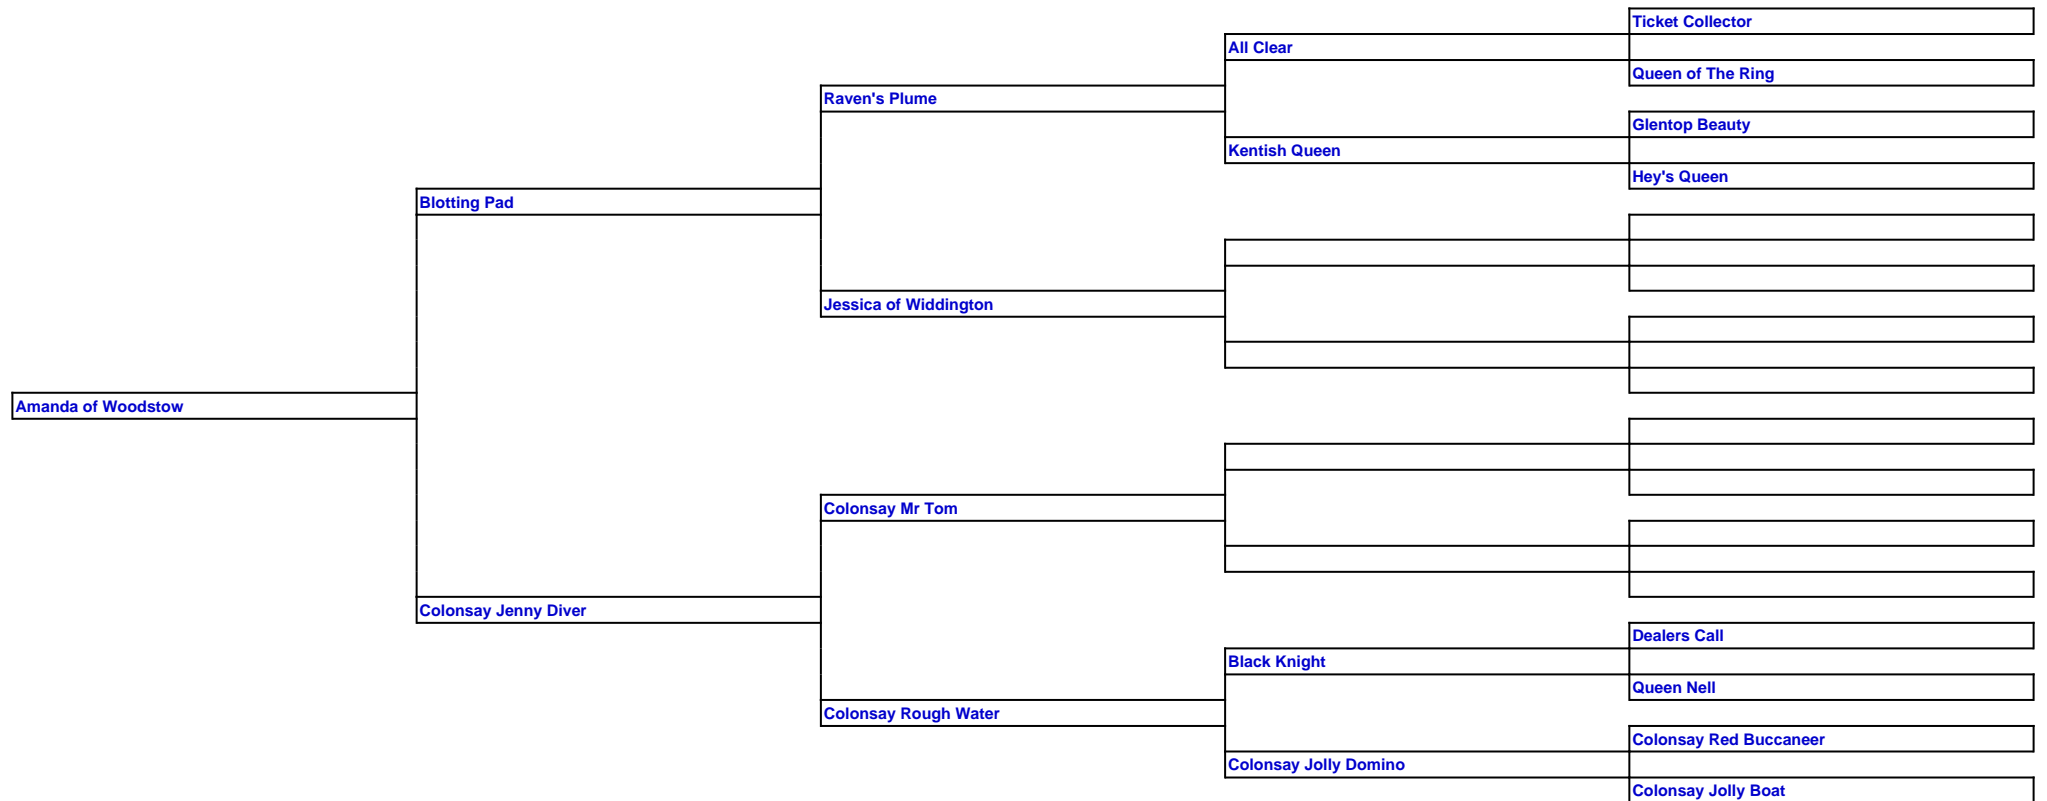 Ticket Collector
All Clear
Queen of The Ring
Raven's Plume
Glentop Beauty
Kentish Queen
Hey's Queen
Blotting Pad
Jessica of Widdington
Amanda of Woodstow
Colonsay Mr Tom
Colonsay Jenny Diver
Dealers Call
Black Knight
Queen Nell
Colonsay Rough Water
Colonsay Red Buccaneer
Colonsay Jolly Domino
Colonsay Jolly Boat